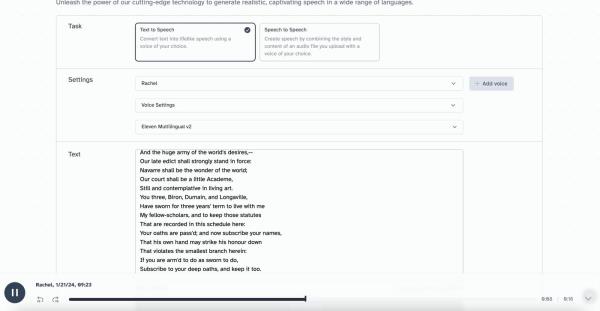 Unleash the power of our cutting-edge technology to generate realistic, captivating speech in a wide range of languages.
Task
Text to Speech
Convert text into lifelike speech using a voice of your choice.
Speech to Speech
Create speech by combining the style and content of an audio file you upload with a voice of your choice.
Settings
Rachel
+ Add voice
Voice Settings
Eleven Multilingual v2
Text
And the huge army of the world's desires,--
Our late edict shall strongly stand in force:
Navarre shall be the wonder of the world;
Our court shall be a little Academe,
Still and contemplative in living art.
You three, Biron, Dumain, and Longaville,
Have sworn for three years' term to live with me
My fellow-scholars, and to keep those statutes
That are recorded in this schedule here:
Your oaths are pass'd; and now subscribe your names,
That his own hand may strike his honour down
That violates the smallest branch herein:
If you are arm'd to do as sworn to do,
Subscribe to your deep oaths, and keep it too.
Rachel, 1/21/24, 09:23